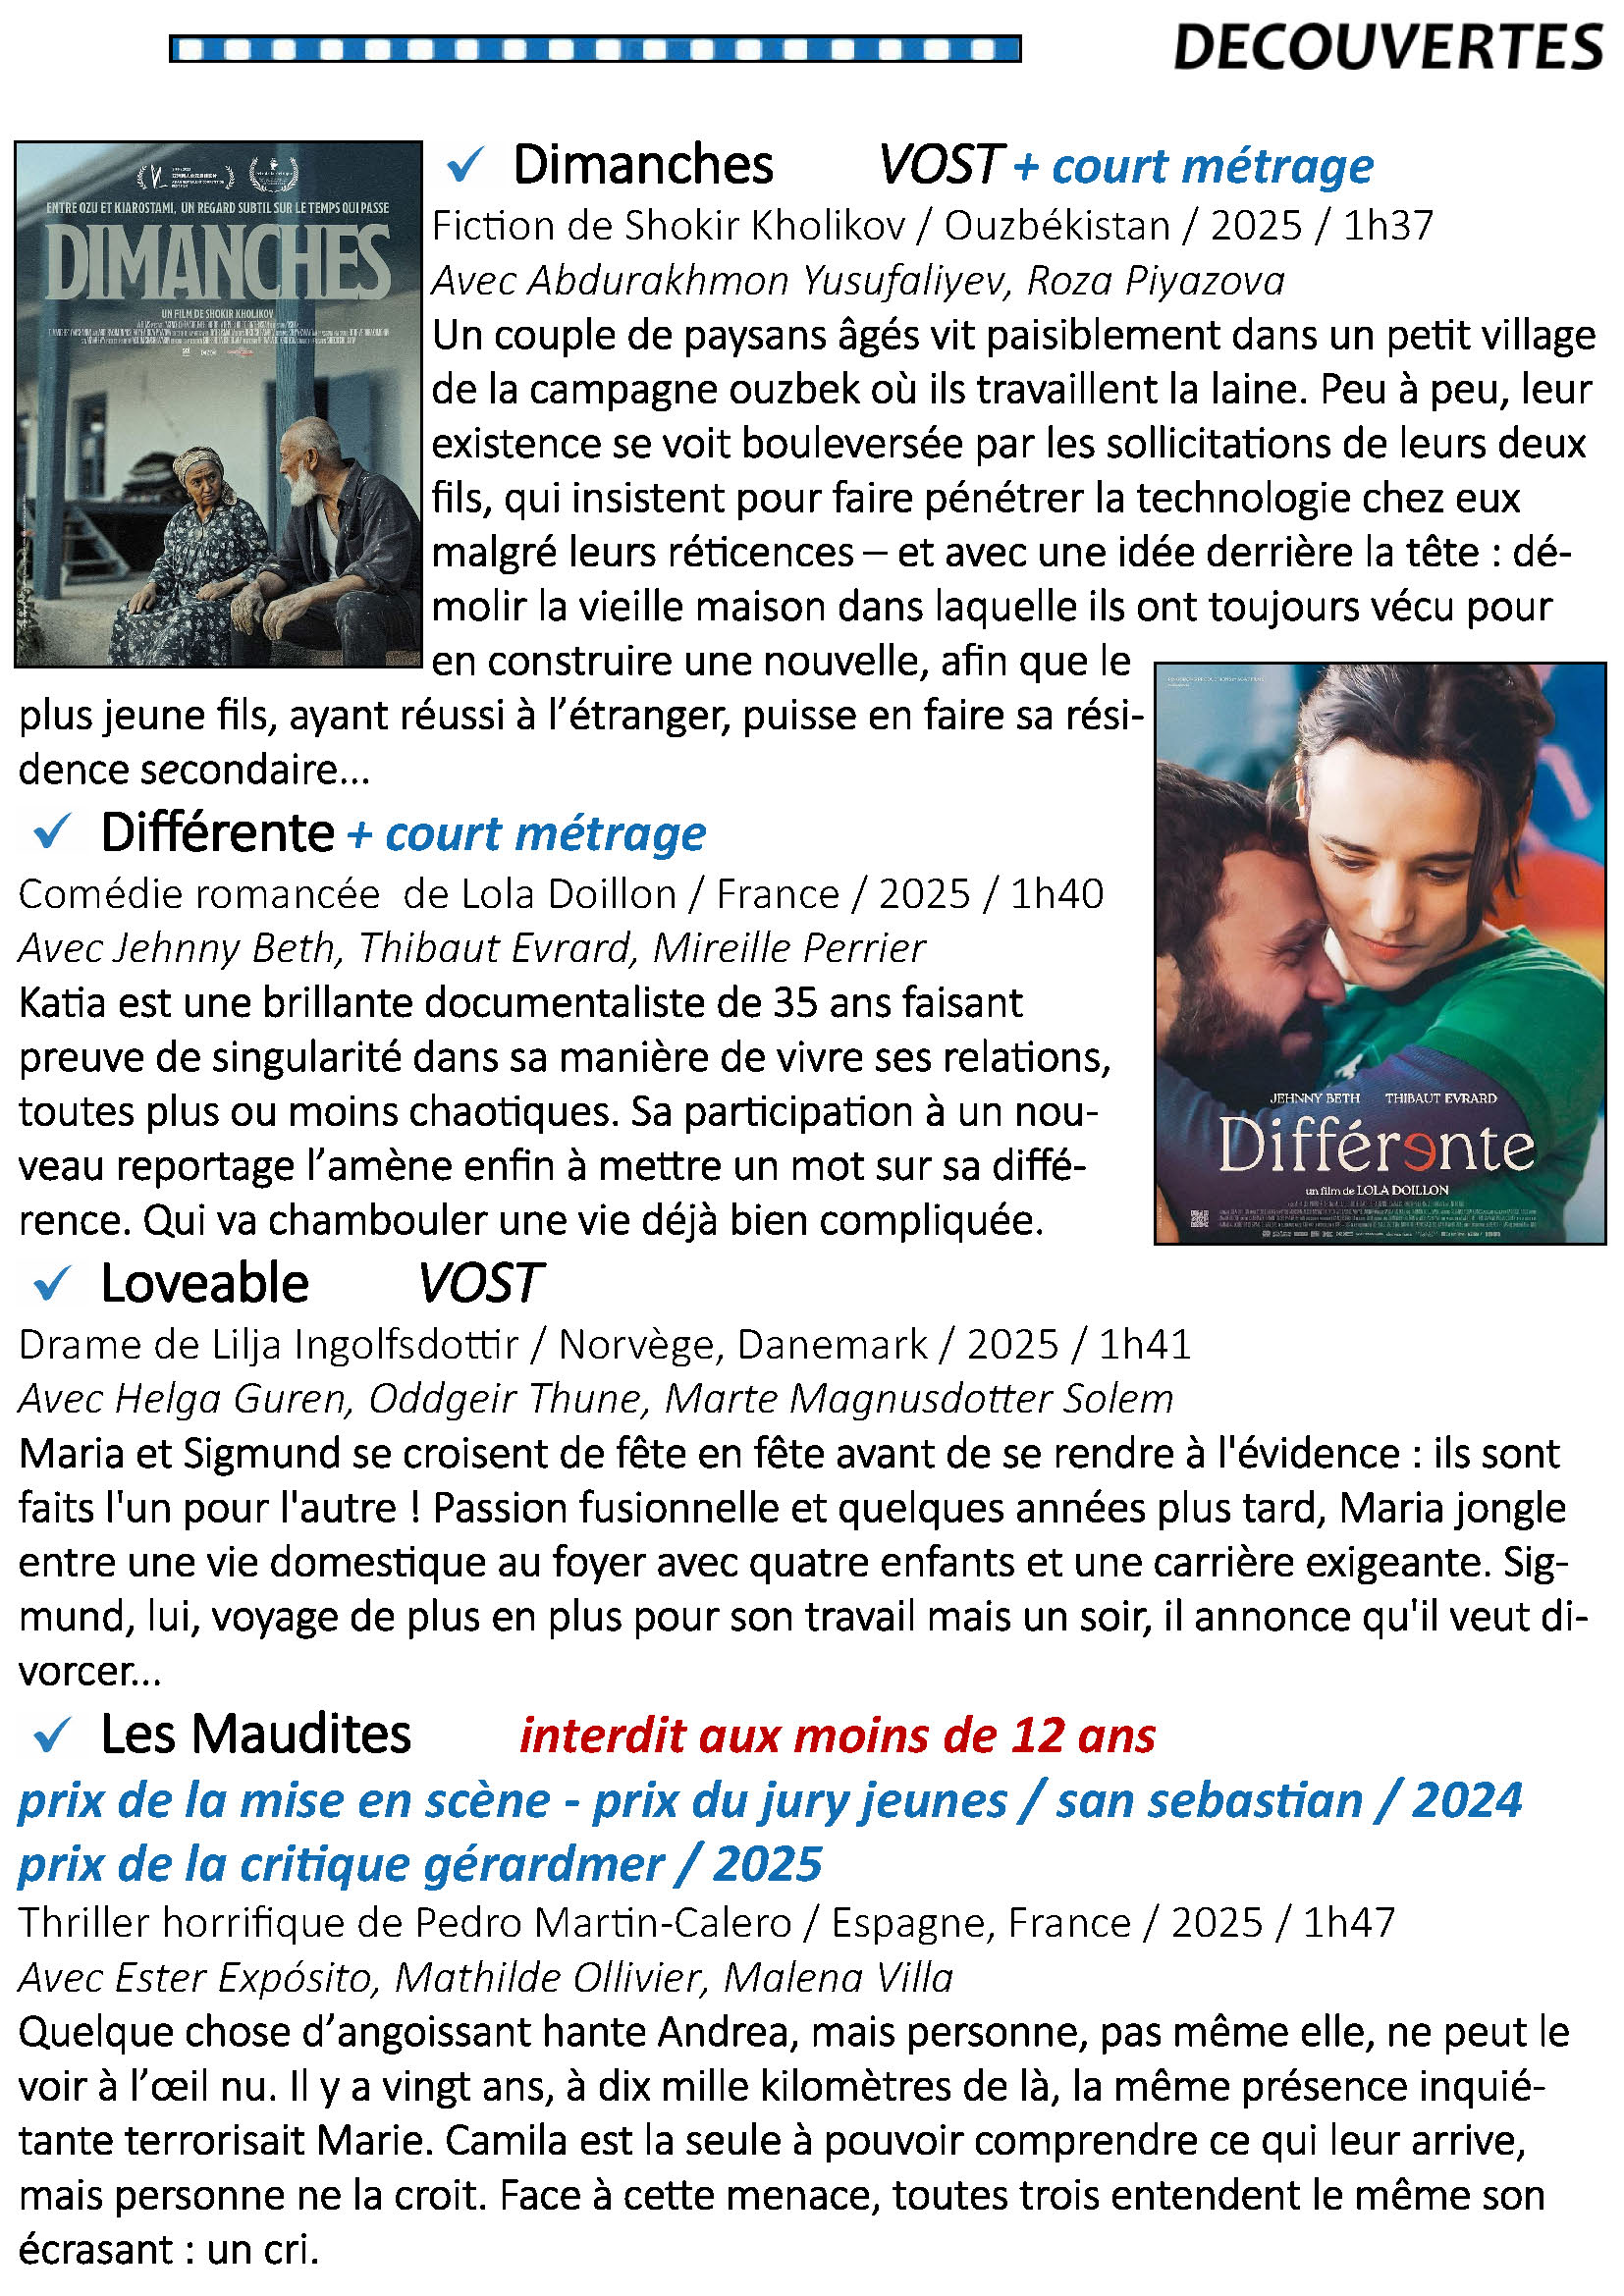 DECOUVERTES
ENTRE OZU ET KIAROSTAMI, UN REGARD SUBTIL SUR LE TEMPS QUI PASSE
DIMANCHES
UN FILM DE SHOKIR KHOLIKOV
Dimanches VOST + court métrage
Fiction de Shokir Kholikov / Ouzbékistan / 2025 / 1h37
Avec Abdurakhmon Yusufaliyev, Roza Piyazova
Un couple de paysans âgés vit paisiblement dans un petit village
de la campagne ouzbek où ils travaillent la laine. Peu à peu, leur
existence se voit bouleversée par les sollicitations de leurs deux
fils, qui insistent pour faire pénétrer la technologie chez eux
malgré leurs réticences – et avec une idée derrière la tête : dé-
molir la vieille maison dans laquelle ils ont toujours vécu pour
en construire une nouvelle, afin que le
plus jeune fils, ayant réussi à l’étranger, puisse en faire sa rési-
dence secondaire...
Différente + court métrage
Comédie romancée de Lola Doillon / France / 2025 / 1h40
Avec Jehnny Beth, Thibaut Evrard, Mireille Perrier
Katia est une brillante documentaliste de 35 ans faisant
preuve de singularité dans sa manière de vivre ses relations,
toutes plus ou moins chaotiques. Sa participation à un nou-
veau reportage l’amène enfin à mettre un mot sur sa diffé-
rence. Qui va chambouler une vie déjà bien compliquée.
JEHNNY BETH THIBAUT EVRARD
Différente
un film de LOLA DOILLON
Loveable VOST
Drame de Lilja Ingolfsdottir / Norvège, Danemark / 2025 / 1h41
Avec Helga Guren, Oddgeir Thune, Marte Magnusdotter Solem
Maria et Sigmund se croisent de fête en fête avant de se rendre à l'évidence : ils sont
faits l'un pour l'autre ! Passion fusionnelle et quelques années plus tard, Maria jongle
entre une vie domestique au foyer avec quatre enfants et une carrière exigeante. Sig-
mund, lui, voyage de plus en plus pour son travail mais un soir, il annonce qu'il veut di-
vorcer...
Les Maudites interdit aux moins de 12 ans
prix de la mise en scène - prix du jury jeunes / san sebastian / 2024
prix de la critique gérardmer / 2025
Thriller horrifique de Pedro Martin-Calero / Espagne, France / 2025 / 1h47
Avec Ester Expósito, Mathilde Ollivier, Malena Villa
Quelque chose d’angoissant hante Andrea, mais personne, pas même elle, ne peut le
voir à l’œil nu. Il y a vingt ans, à dix mille kilomètres de là, la même présence inquié-
tante terrorisait Marie. Camila est la seule à pouvoir comprendre ce qui leur arrive,
mais personne ne la croit. Face à cette menace, toutes trois entendent le même son
écrasant : un cri.